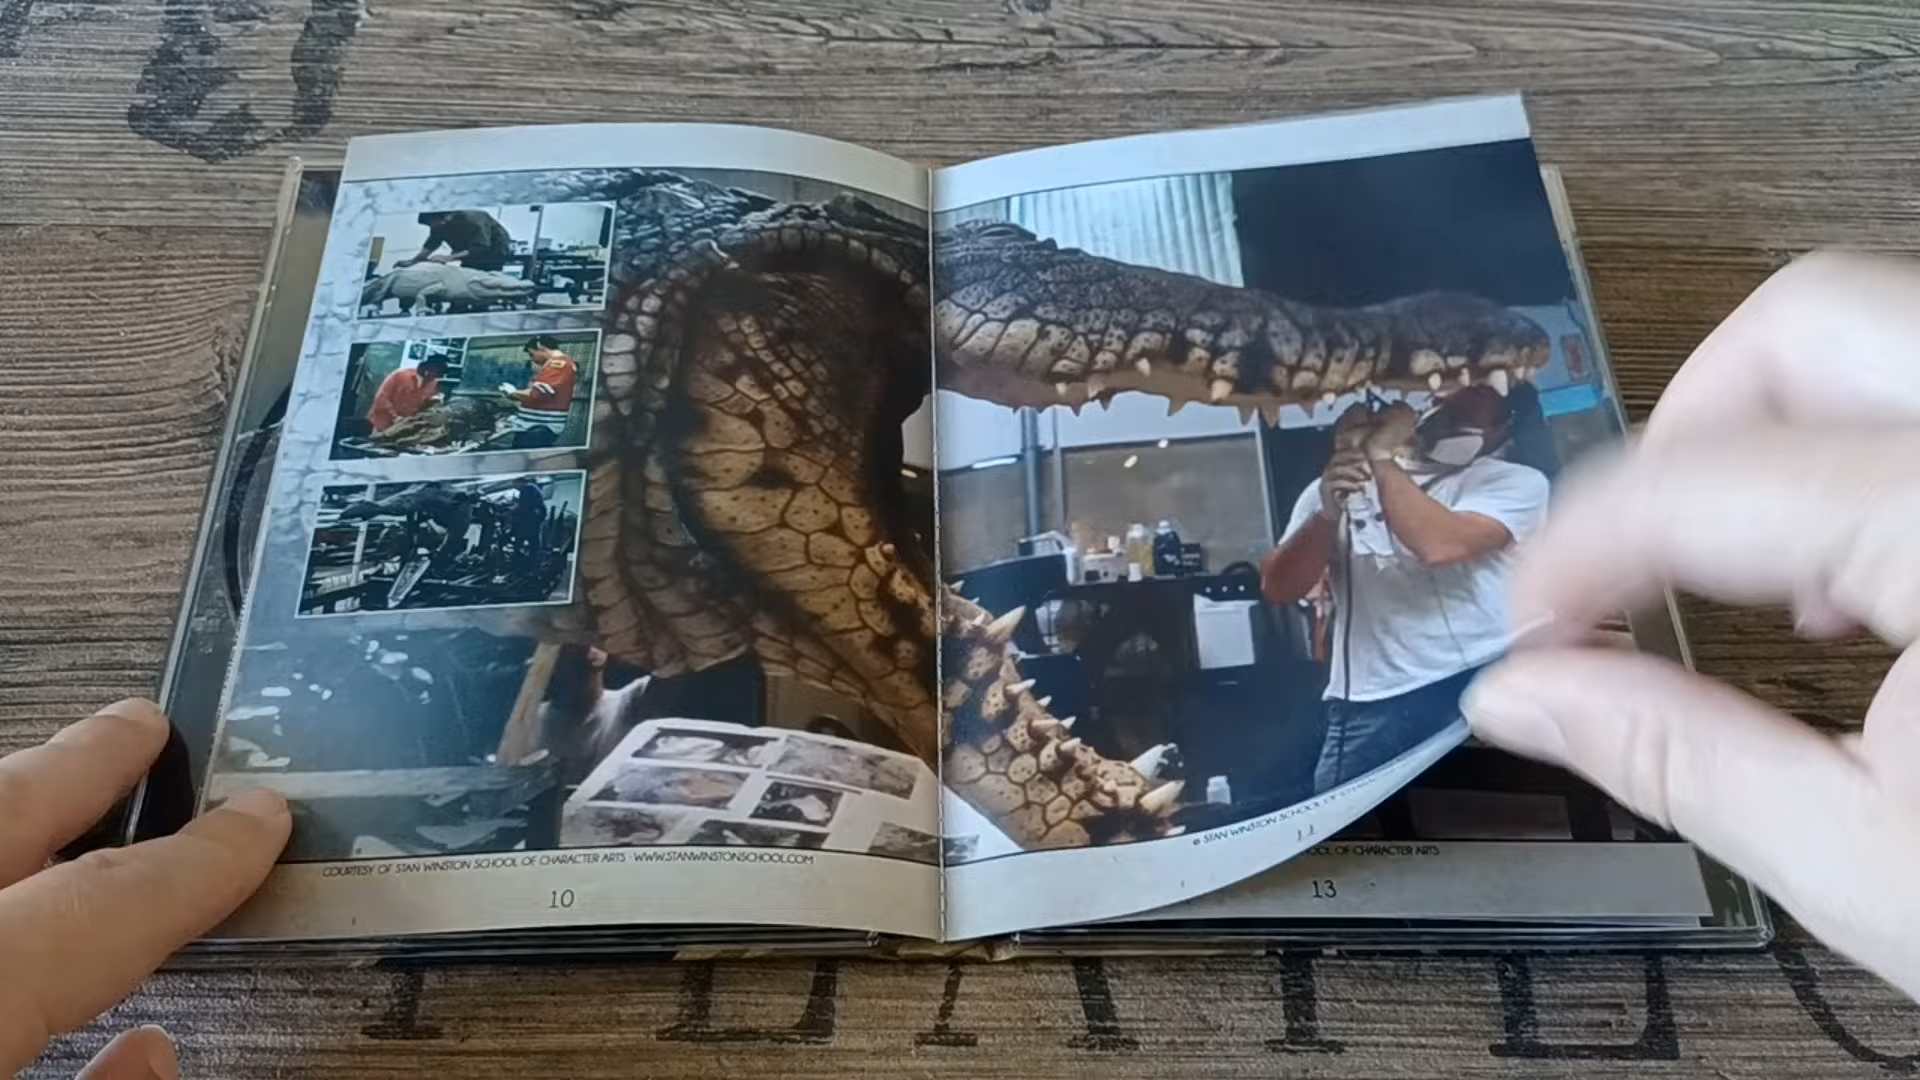 COURTESY OF STAN WINSTON SCHOOL OF CHARACTER ARTS · WWW.STANWINSTONSCHOOL.COM
10
© STAN WINSTON SCHOOL OF
11
OOL OF CHARACTER ARTS
13